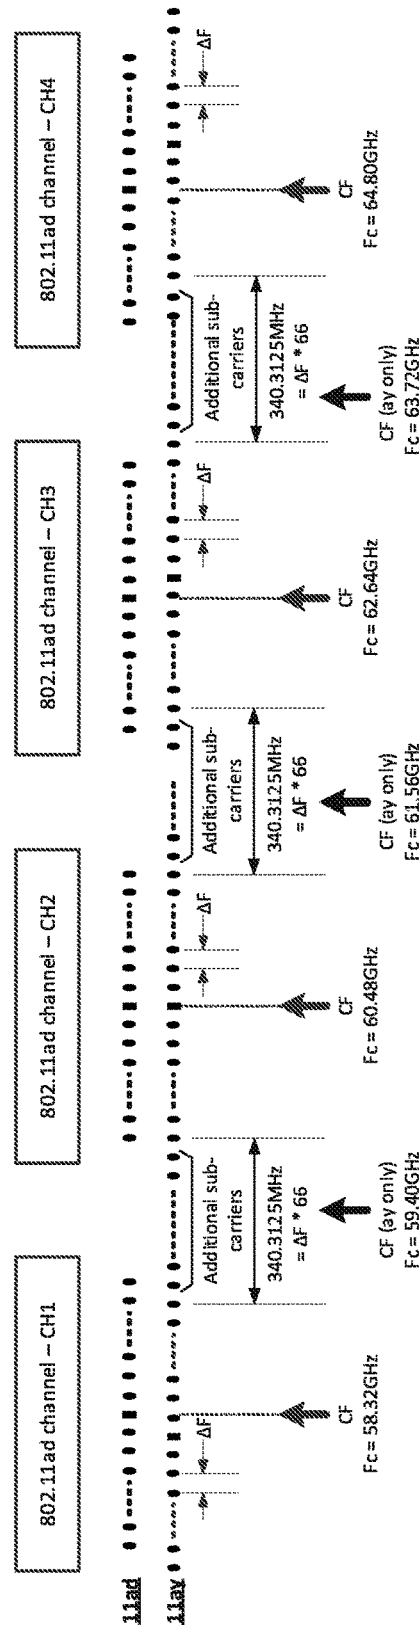 802.11ad channel – CH1
802.11ad channel – CH2
802.11ad channel – CH3
802.11ad channel – CH4
11ad
11ay
ΔF
Additional sub-
carriers
340.3125MHz
= ΔF * 66
ΔF
Additional sub-
carriers
340.3125MHz
= ΔF * 66
ΔF
Additional sub-
carriers
340.3125MHz
= ΔF * 66
ΔF
CF
Fc = 58.32GHz
CF (ay only)
Fc = 59.40GHz
CF
Fc = 60.48GHz
CF (ay only)
Fc = 61.56GHz
CF
Fc = 62.64GHz
CF (ay only)
Fc = 63.72GHz
CF
Fc = 64.80GHz